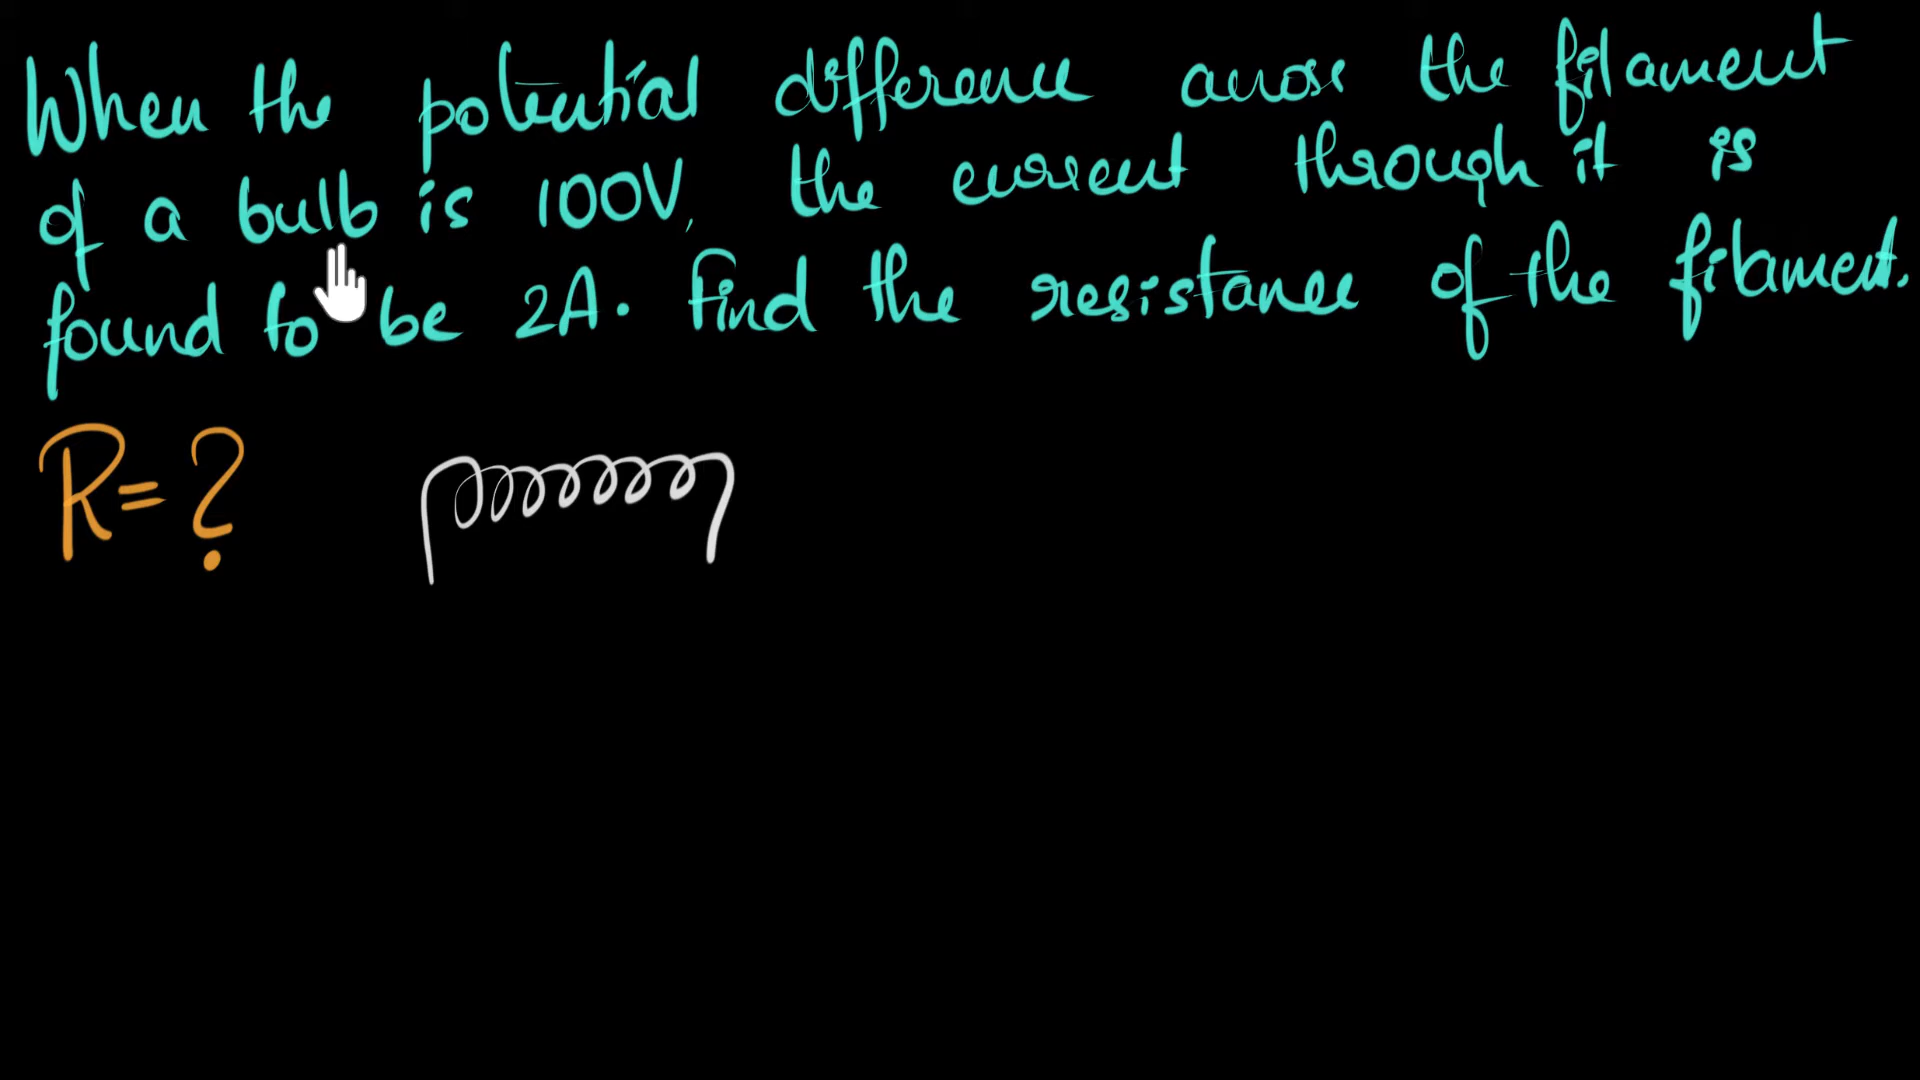 When the potential difference across the filament
of a bulb is 100V, the current through it is
found to be 2A. Find the resistance of the filament.
R=?